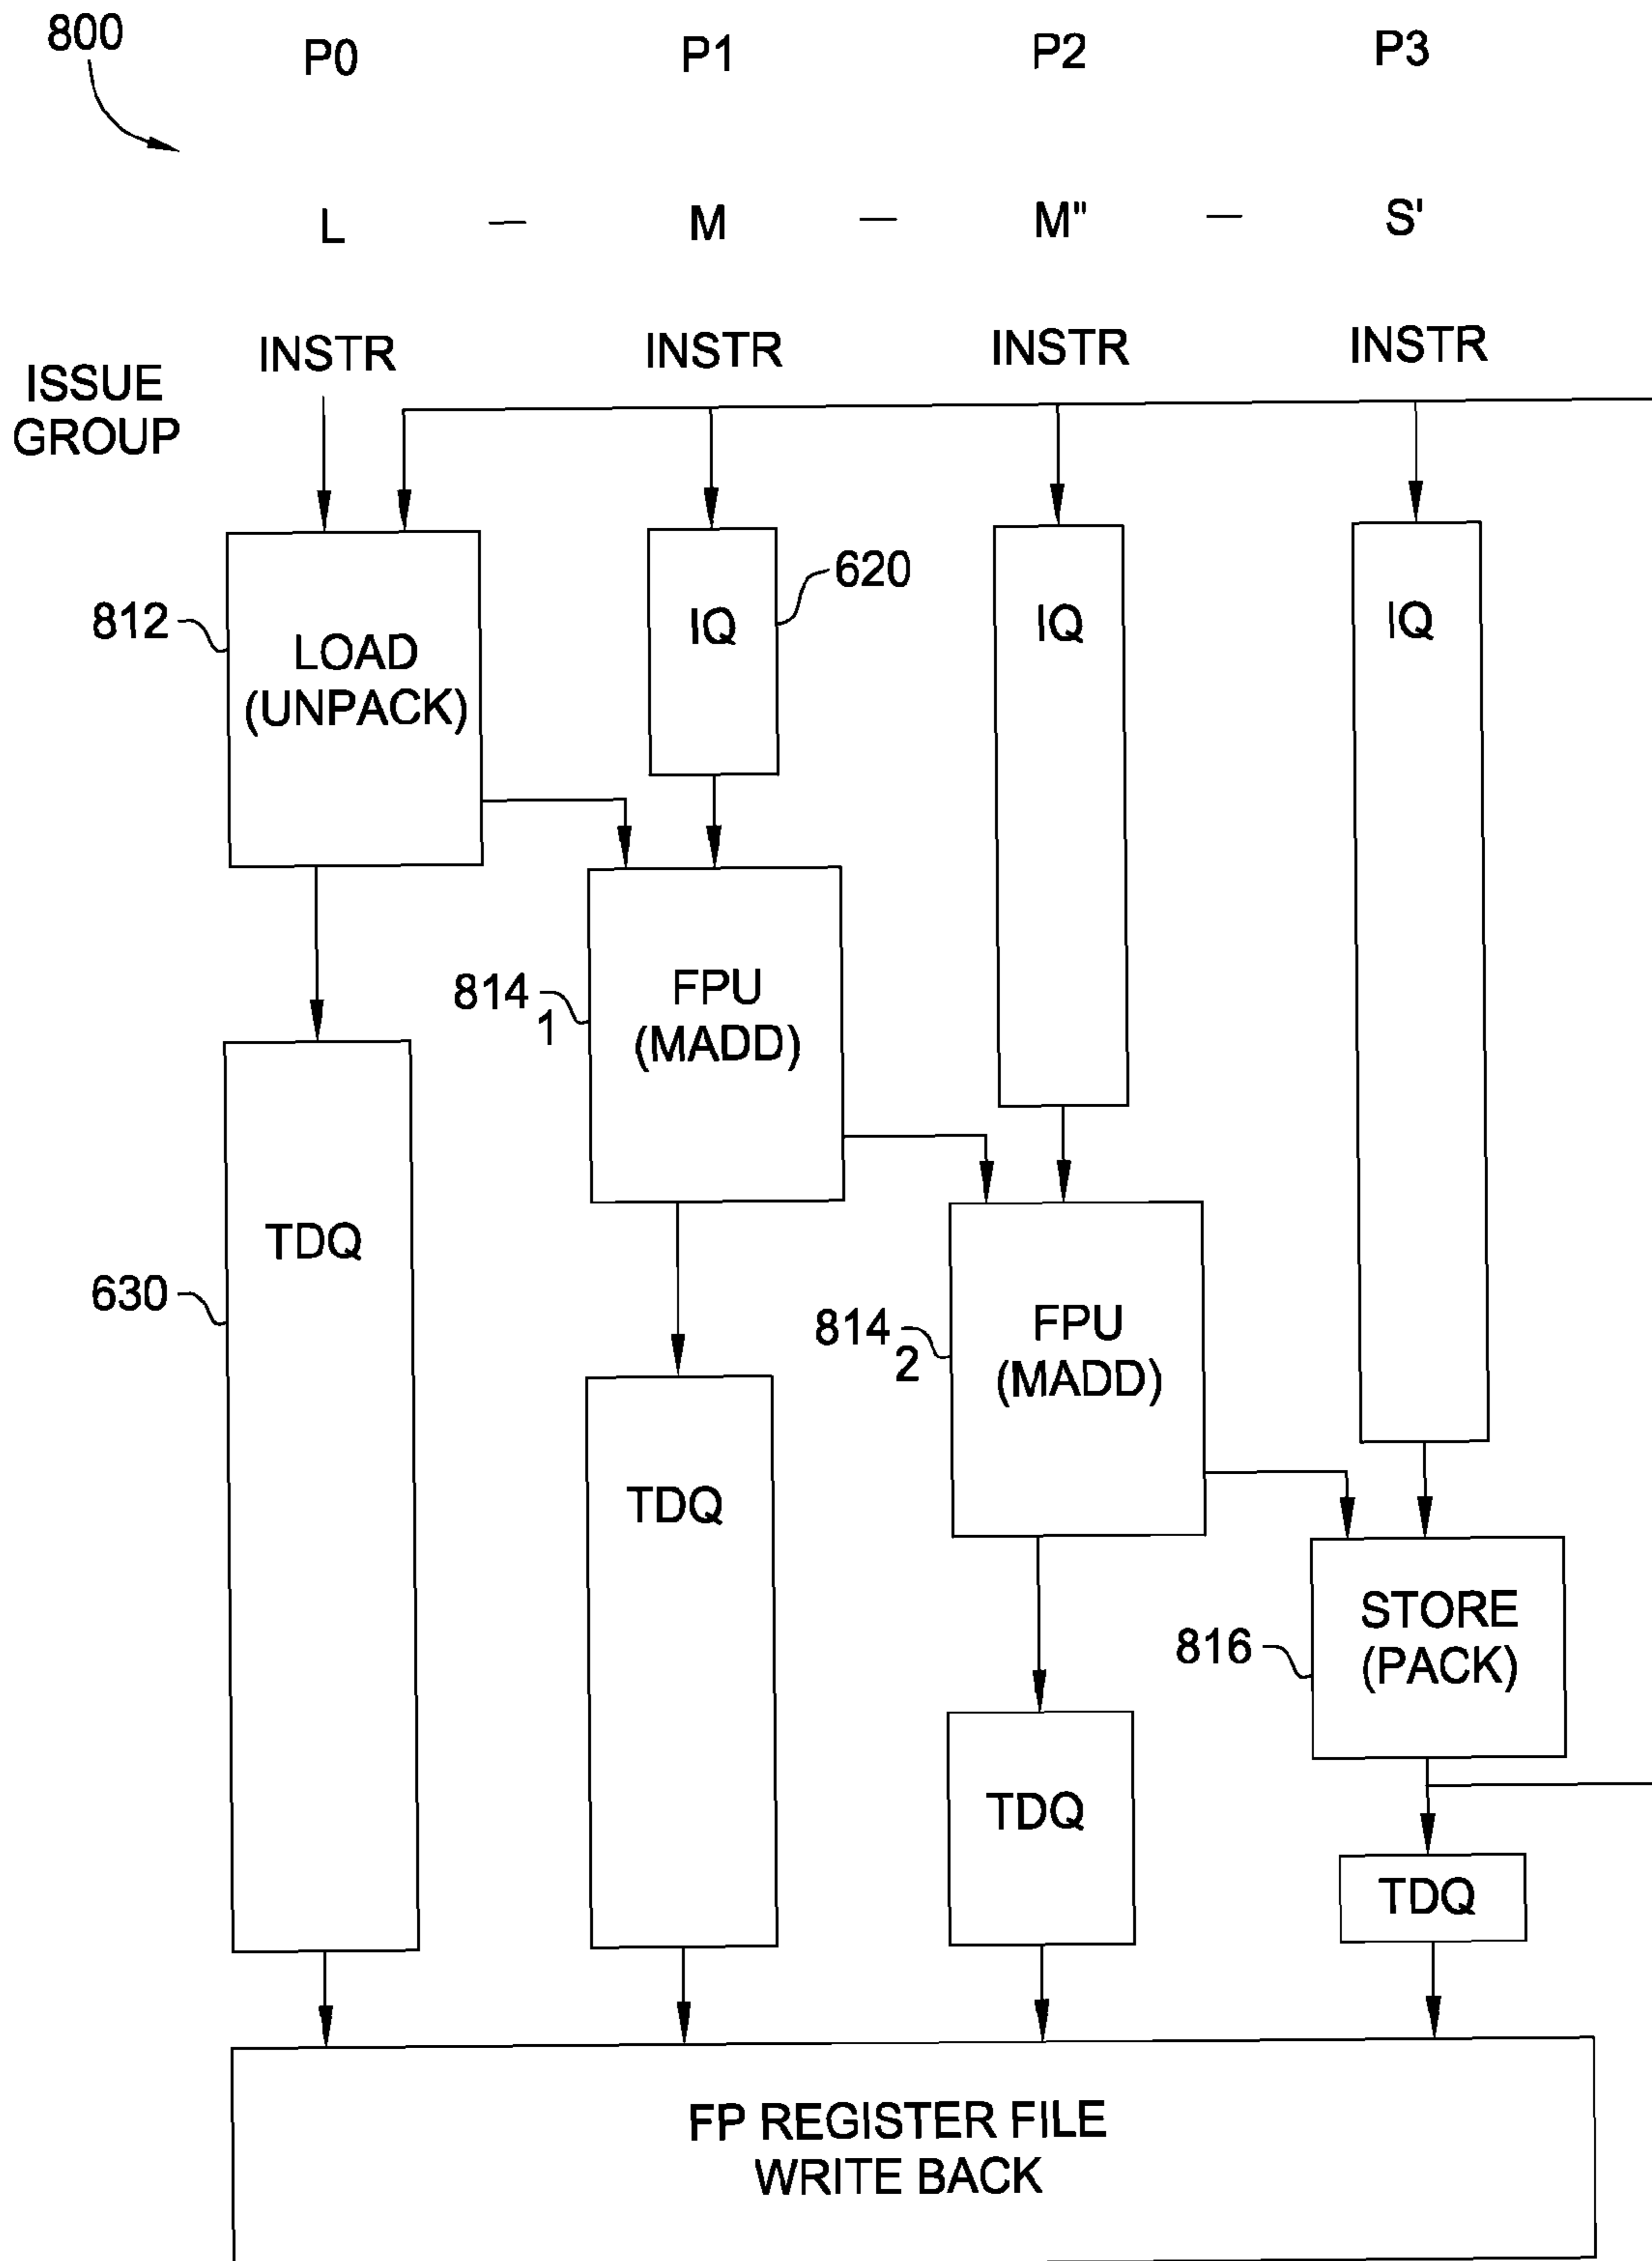 800
P0 P1 P2 P3
L – M – M" – S'
INSTR INSTR INSTR INSTR
ISSUE
GROUP
812
LOAD
(UNPACK)
IQ
620
IQ
IQ
814 1
FPU
(MADD)
TDQ
630
814 2
FPU
(MADD)
TDQ
816
STORE
(PACK)
TDQ
TDQ
FP REGISTER FILE
WRITE BACK